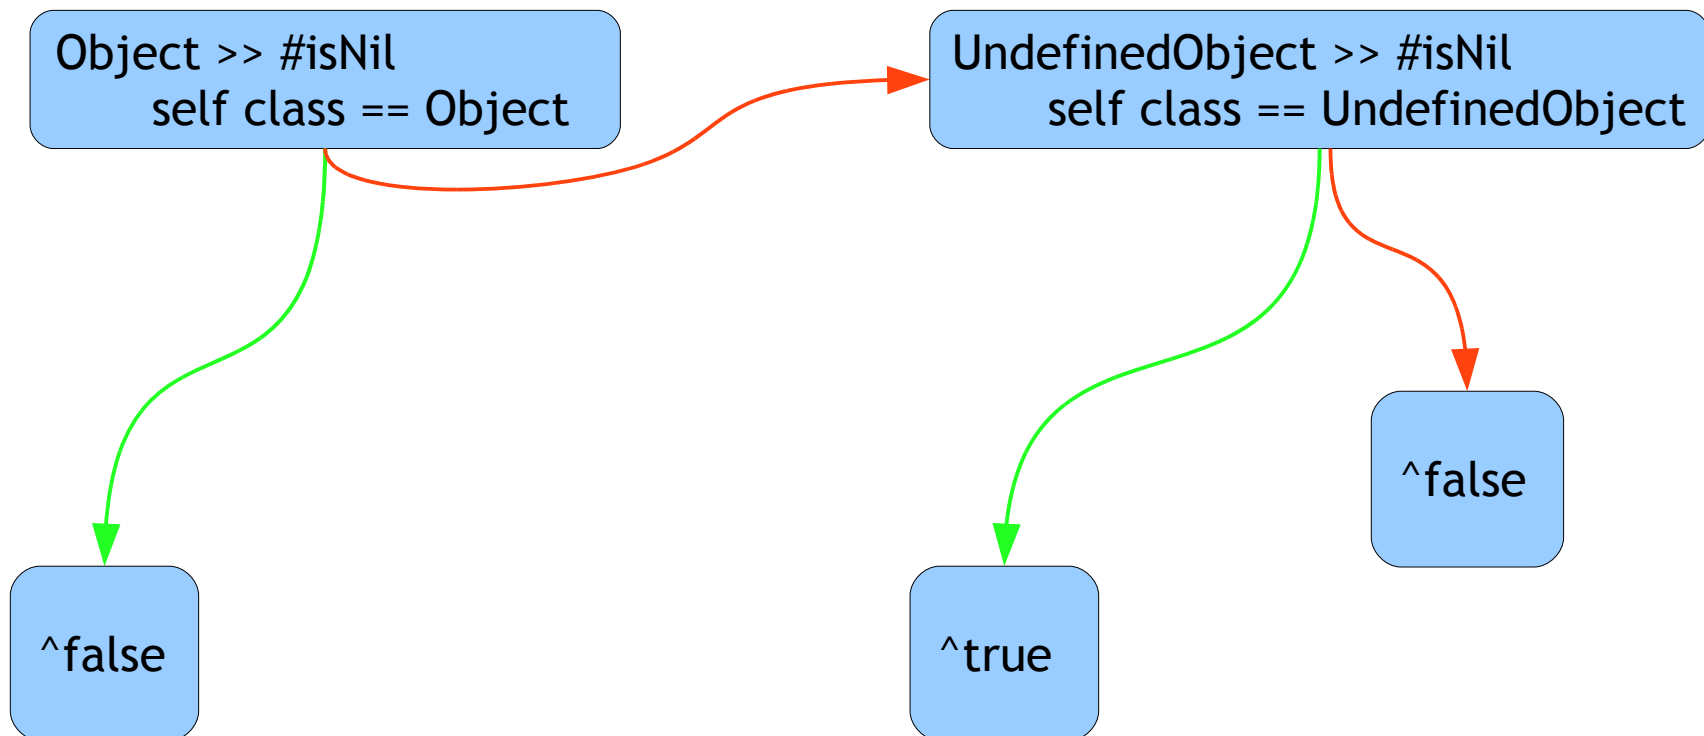 Object >> #isNil
self class == Object
UndefinedObject >> #isNil
self class == UndefinedObject
^false
^false
^true